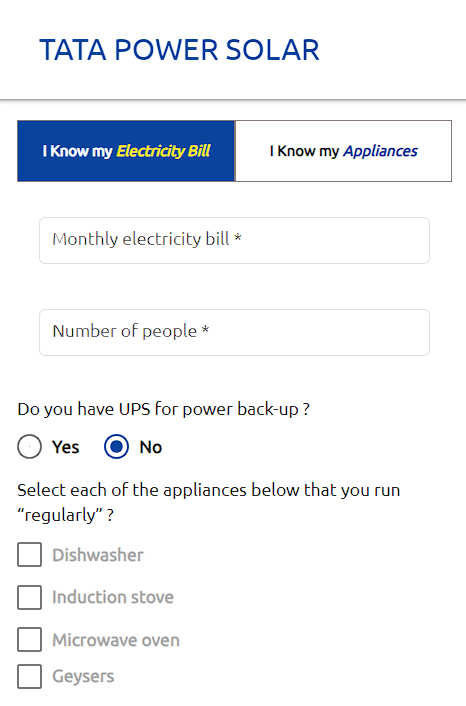 TATA POWER SOLAR
I Know my Electricity Bill
I Know my Appliances
Monthly electricity bill *
Number of people *
Do you have UPS for power back-up ?
Yes No
Select each of the appliances below that you run
“regularly” ?
Dishwasher
Induction stove
Microwave oven
Geysers